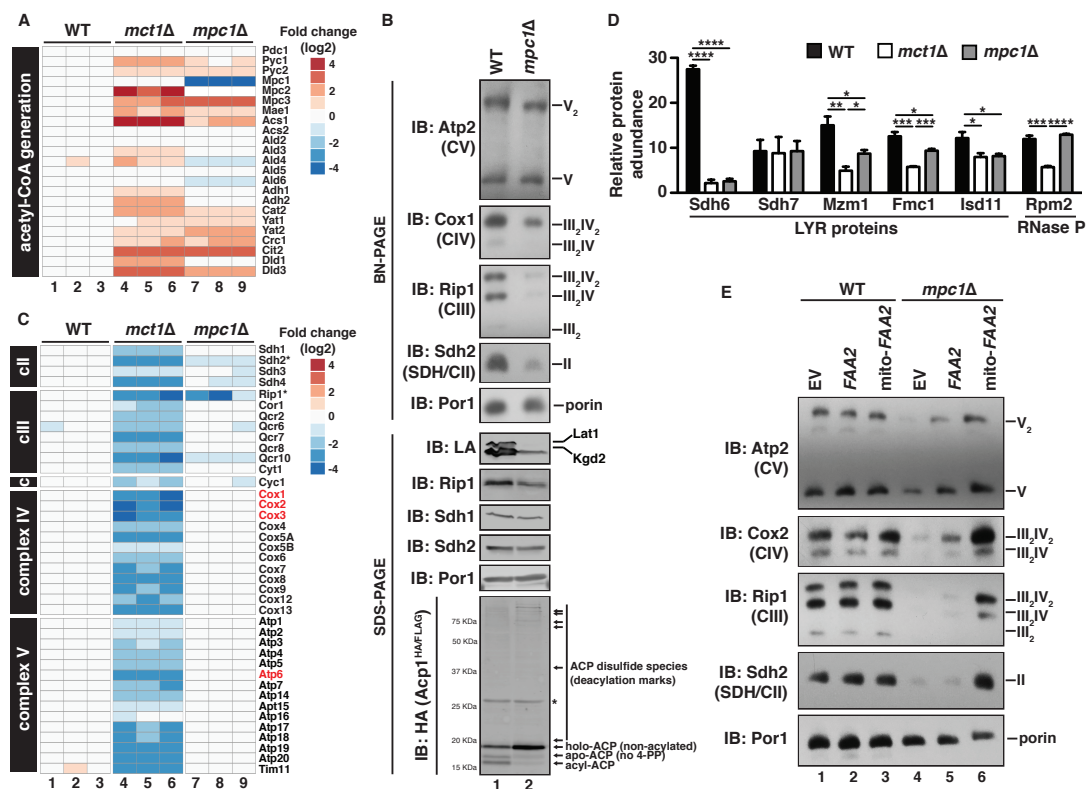 A
WT
mct1Δ
mpc1Δ
Fold change
(log2)
4
2
0
-2
-4
acetyl-CoA generation
Pdc1
Pyc1
Pyc2
Mpc1
Mpc2
Mpc3
Mae1
Acs1
Acs2
Ald2
Ald3
Ald4
Ald5
Ald6
Adh1
Adh2
Cat2
Yat1
Yat2
Crc1
Cit2
Dld1
Dld3
1 2 3 4 5 6 7 8 9
C
WT
mct1Δ
mpc1Δ
Fold change
(log2)
4
2
0
-2
-4
cII
Sdh1
Sdh2*
Sdh3
Sdh4
cIII
Rip1*
Cor1
Qcr2
Qcr6
Qcr7
Qcr8
Qcr10
Cyt1
c
Cyc1
complex IV
Cox1
Cox2
Cox3
Cox4
Cox5A
Cox5B
Cox6
Cox7
Cox8
Cox9
Cox12
Cox13
complex V
Atp1
Atp2
Atp3
Atp4
Atp5
Atp6
Atp7
Atp14
Apt15
Atp16
Atp17
Atp18
Atp19
Atp20
Tim11
1 2 3 4 5 6 7 8 9
B
WT
mpc1Δ
BN-PAGE
IB: Atp2
(CV)
V2
V
IB: Cox1
(CIV)
III2IV2
III2IV
IB: Rip1
(CIII)
III2IV2
III2IV
III2
IB: Sdh2
(SDH/CII)
II
IB: Por1
porin
SDS-PAGE
IB: LA
Lat1
Kgd2
IB: Rip1
IB: Sdh1
IB: Sdh2
IB: Por1
IB: HA (Acp1HA/FLAG)
75 KDa
50 KDa
37 KDa
25 KDa
20 KDa
15 KDa
ACP disulfide species
(deacylation marks)
*
holo-ACP (non-acylated)
apo-ACP (no 4-PP)
acyl-ACP
1 2
D
WT
mct1Δ
mpc1Δ
Relative protein
adundance
30
20
10
0
****
****
*
** *
*
*** ***
*
*
*** ****
Sdh6 Sdh7 Mzm1 Fmc1 Isd11 Rpm2
LYR proteins
RNase P
E
WT
mpc1Δ
EV
FAA2
mito-FAA2
EV
FAA2
mito-FAA2
IB: Atp2
(CV)
V2
V
IB: Cox2
(CIV)
III2IV2
III2IV
IB: Rip1
(CIII)
III2IV2
III2IV
III2
IB: Sdh2
(SDH/CII)
II
IB: Por1
porin
1 2 3 4 5 6